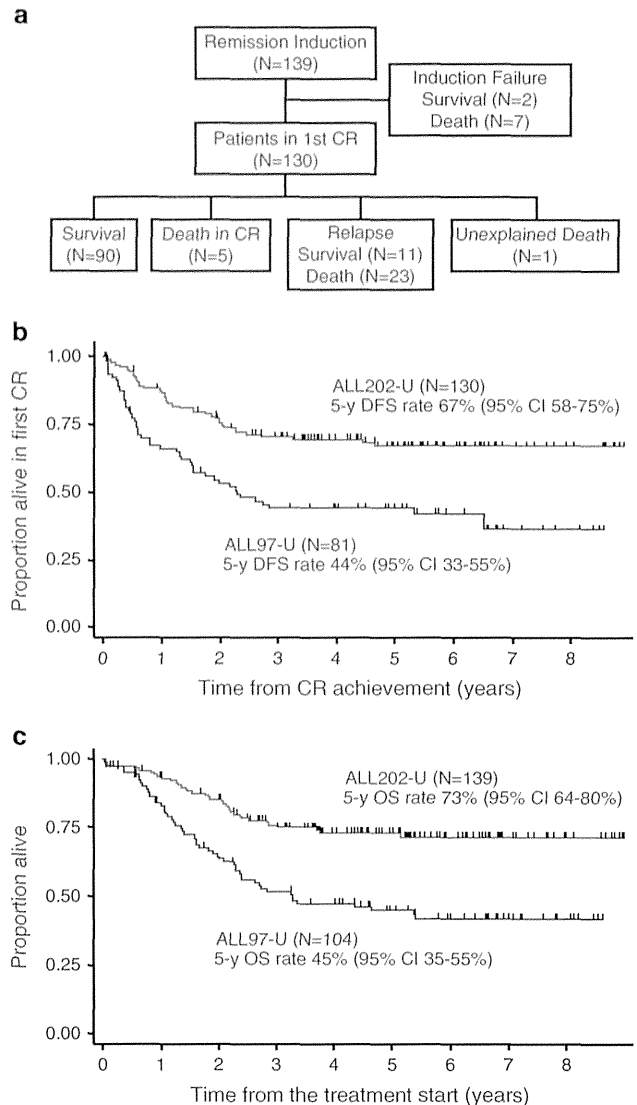 a
Remission Induction
(N=139)
Induction Failure
Survival (N=2)
Death (N=7)
Patients in 1st CR
(N=130)
Survival
(N=90)
Death in CR
(N=5)
Relapse
Survival (N=11)
Death (N=23)
Unexplained Death
(N=1)
b
Proportion alive in first CR
1.00
0.75
0.50
0.25
0.00
ALL202-U (N=130)
5-y DFS rate 67% (95% CI 58-75%)
ALL97-U (N=81)
5-y DFS rate 44% (95% CI 33-55%)
0 1 2 3 4 5 6 7 8
Time from CR achievement (years)
c
Proportion alive
1.00
0.75
0.50
0.25
0.00
ALL202-U (N=139)
5-y OS rate 73% (95% CI 64-80%)
ALL97-U (N=104)
5-y OS rate 45% (95% CI 35-55%)
0 1 2 3 4 5 6 7 8
Time from the treatment start (years)